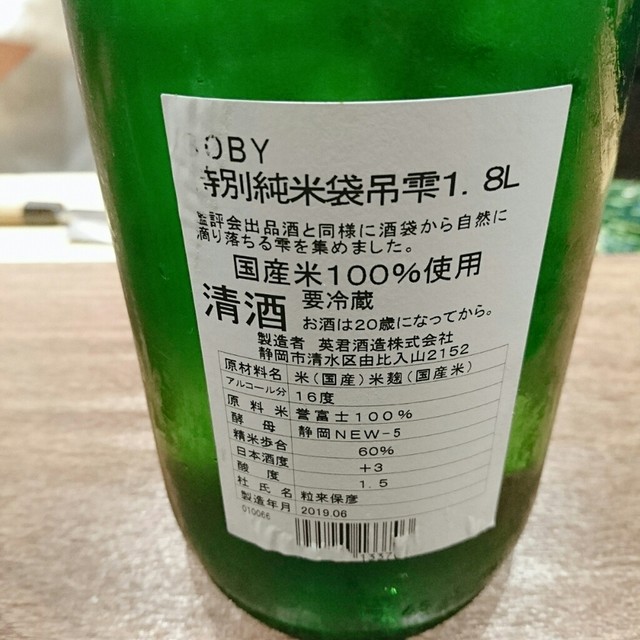 OBY
特別純米袋吊雫1.8L
監評会出品酒と同様に酒袋から自然に
滴り落ちる雫を集めました。
国産米100%使用
清酒 要冷蔵
お酒は20歳になってから。
製造者 英君酒造株式会社
静岡市清水区由比入山2152
原材料名 米(国産)米麹(国産米)
アルコール分 16度
原料米 誉富士100%
酵母 静岡NEW-5
精米歩合 60%
日本酒度 +3
酸度 1.5
杜氏名 粒来保彦
製造年月 2019.06
010066